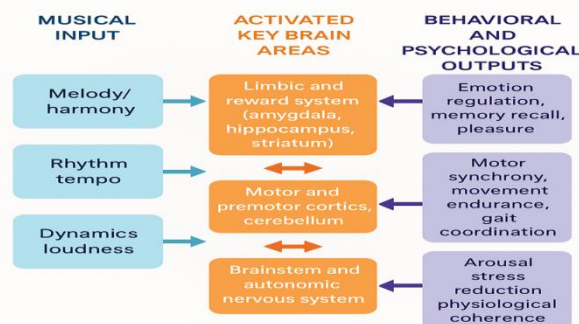 MUSICAL
INPUT
ACTIVATED
KEY BRAIN
AREAS
BEHAVIORAL
AND
PSYCHOLOGICAL
OUTPUTS
Melody/
harmony
Limbic and
reward system
(amygdala,
hippocampus,
striatum)
Emotion
regulation,
memory recall,
pleasure
Rhythm
tempo
Motor and
premotor cortics,
cerebellum
Motor
synchrony,
movement
endurance,
gait
coordination
Dynamics
loudness
Brainstem and
autonomic
nervous system
Arousal
stress
reduction
physiological
coherence